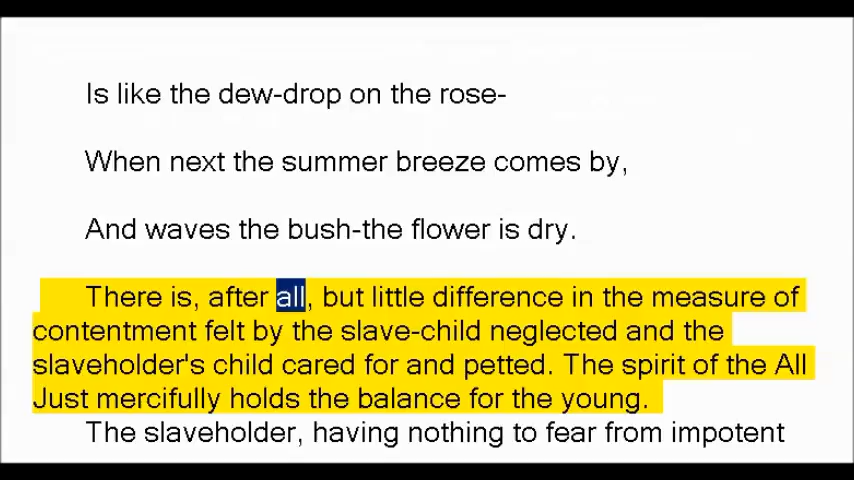 Is like the dew-drop on the rose-
When next the summer breeze comes by,
And waves the bush-the flower is dry.
There is, after all, but little difference in the measure of
contentment felt by the slave-child neglected and the
slaveholder's child cared for and petted. The spirit of the All
Just mercifully holds the balance for the young.
The slaveholder, having nothing to fear from impotent